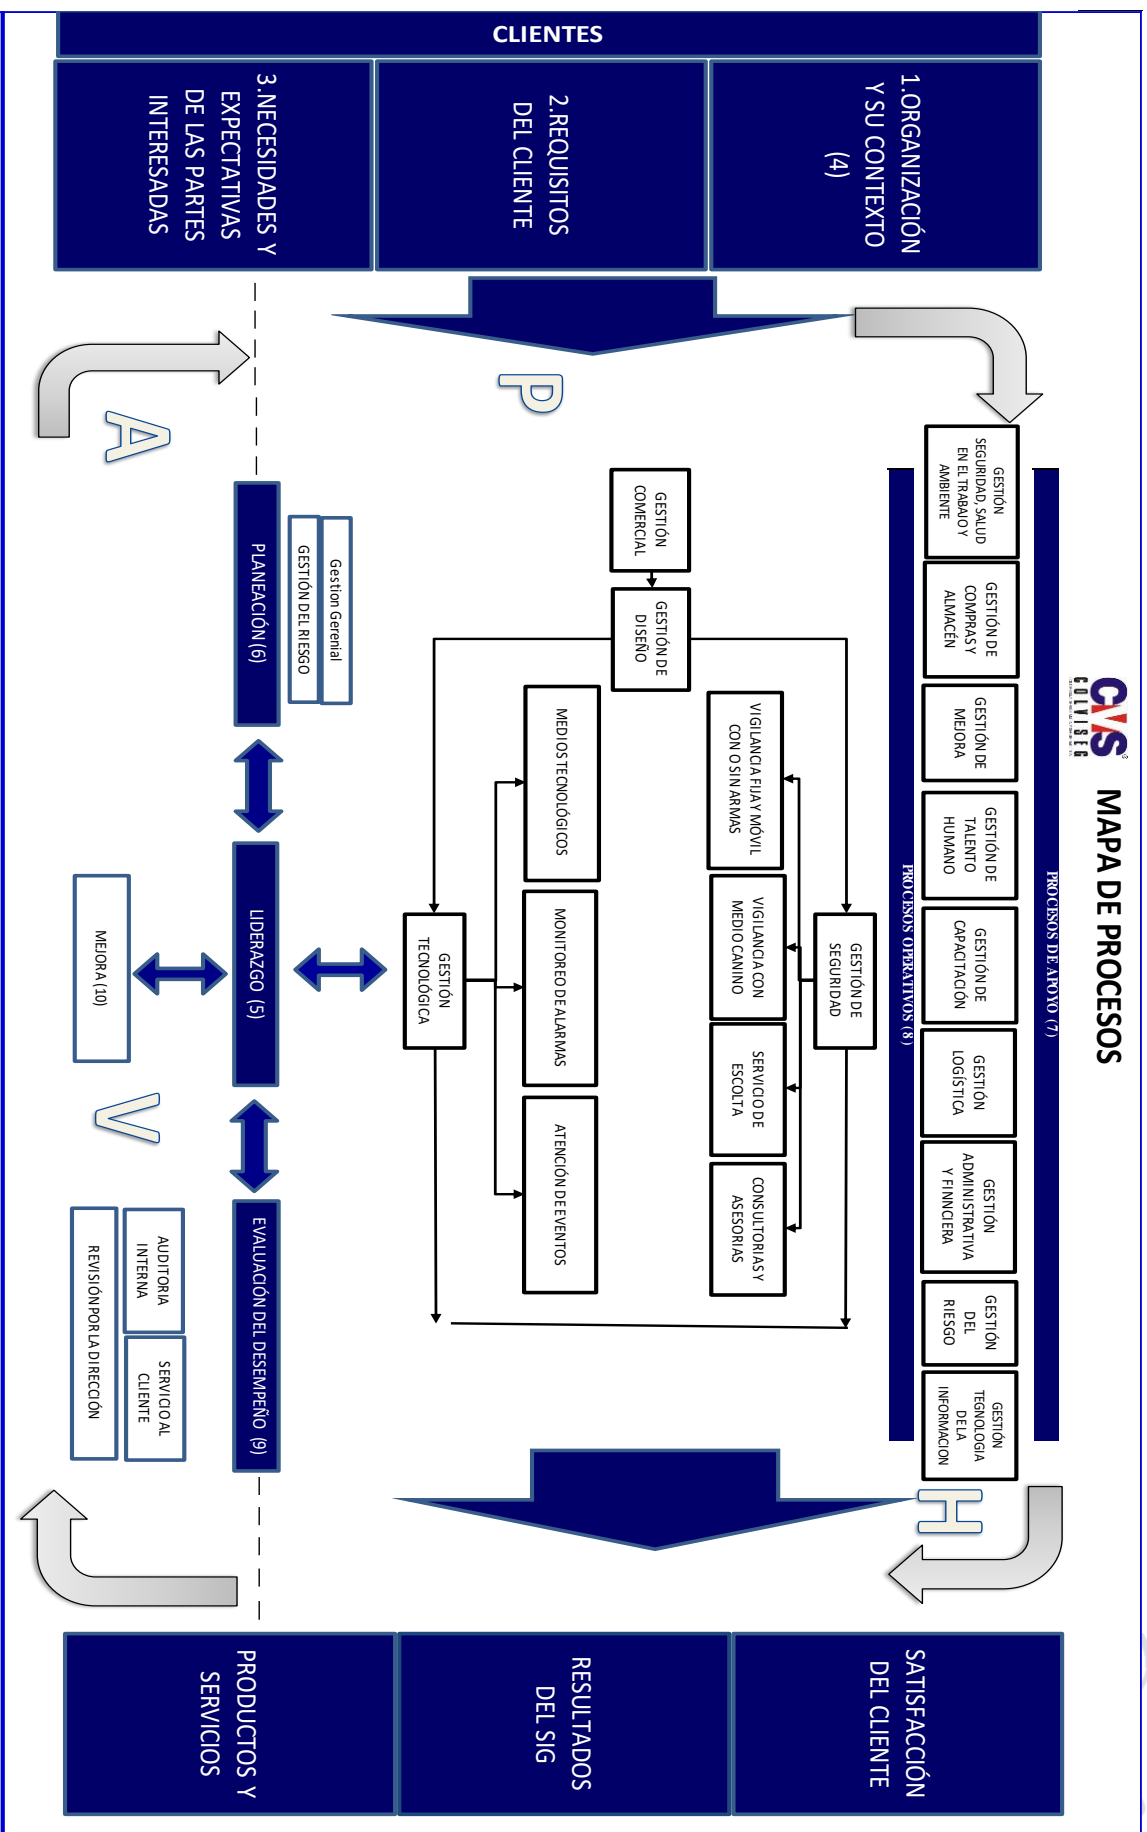 CLIENTES
1.ORGANIZACIÓN
Y SU CONTEXTO
(4)
2.REQUISITOS
DEL CLIENTE
3.NECESIDADES Y
EXPECTATIVAS
DE LAS PARTES
INTERESADAS
CVS
COLVISEG
MAPA DE PROCESOS
PROCESOS DE APOYO (7)
GESTIÓN
SEGURIDAD, SALUD
EN EL TRABAJO Y
AMBIENTE
GESTIÓN DE
COMPRAS Y
ALMACÉN
GESTIÓN DE
MEJORA
GESTIÓN DE
TALENTO
HUMANO
GESTIÓN DE
CAPACITACIÓN
GESTIÓN
LOGÍSTICA
GESTIÓN
ADMINISTRATIVA
Y FINNCIERA
GESTIÓN
DEL
RIESGO
GESTIÓN
TEGNOLOGIA
DE LA
INFORMACION
PROCESOS OPERATIVOS (8)
P
H
GESTIÓN
COMERCIAL
GESTIÓN DE
DISEÑO
GESTIÓN DE
SEGURIDAD
VIGILANCIA FIJA Y MÓVIL
CON O SIN ARMAS
VIGILANCIA CON
MEDIO CANINO
SERVICIO DE
ESCOLTA
CONSULTORIAS Y
ASESORIAS
MEDIOS TECNOLÓGICOS
MONITOREO DE ALARMAS
ATENCIÓN DE EVENTOS
GESTIÓN
TECNOLÓGICA
Gestion Gerenial
GESTIÓN DEL RIESGO
PLANEACIÓN (6)
LIDERAZGO (5)
EVALUACIÓN DEL DESEMPEÑO (9)
A
MEJORA (10)
V
AUDITORIA
INTERNA
SERVICIO AL
CLIENTE
REVISIÓN POR LA DIRECCIÓN
SATISFACCIÓN
DEL CLIENTE
RESULTADOS
DEL SIG
PRODUCTOS Y
SERVICIOS